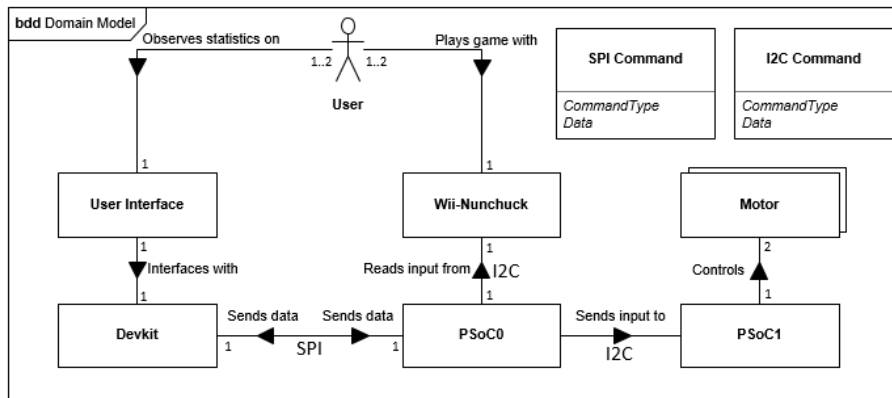 bdd Domain Model
Observes statistics on
Plays game with
1..2
1..2
User
SPI Command
CommandType
Data
I2C Command
CommandType
Data
1
1
User Interface
Wii-Nunchuck
Motor
1
1
2
Interfaces with
Reads input from
I2C
Controls
1
1
1
Sends data
Sends data
Sends input to
Devkit
PSoC0
PSoC1
1
SPI
1
I2C